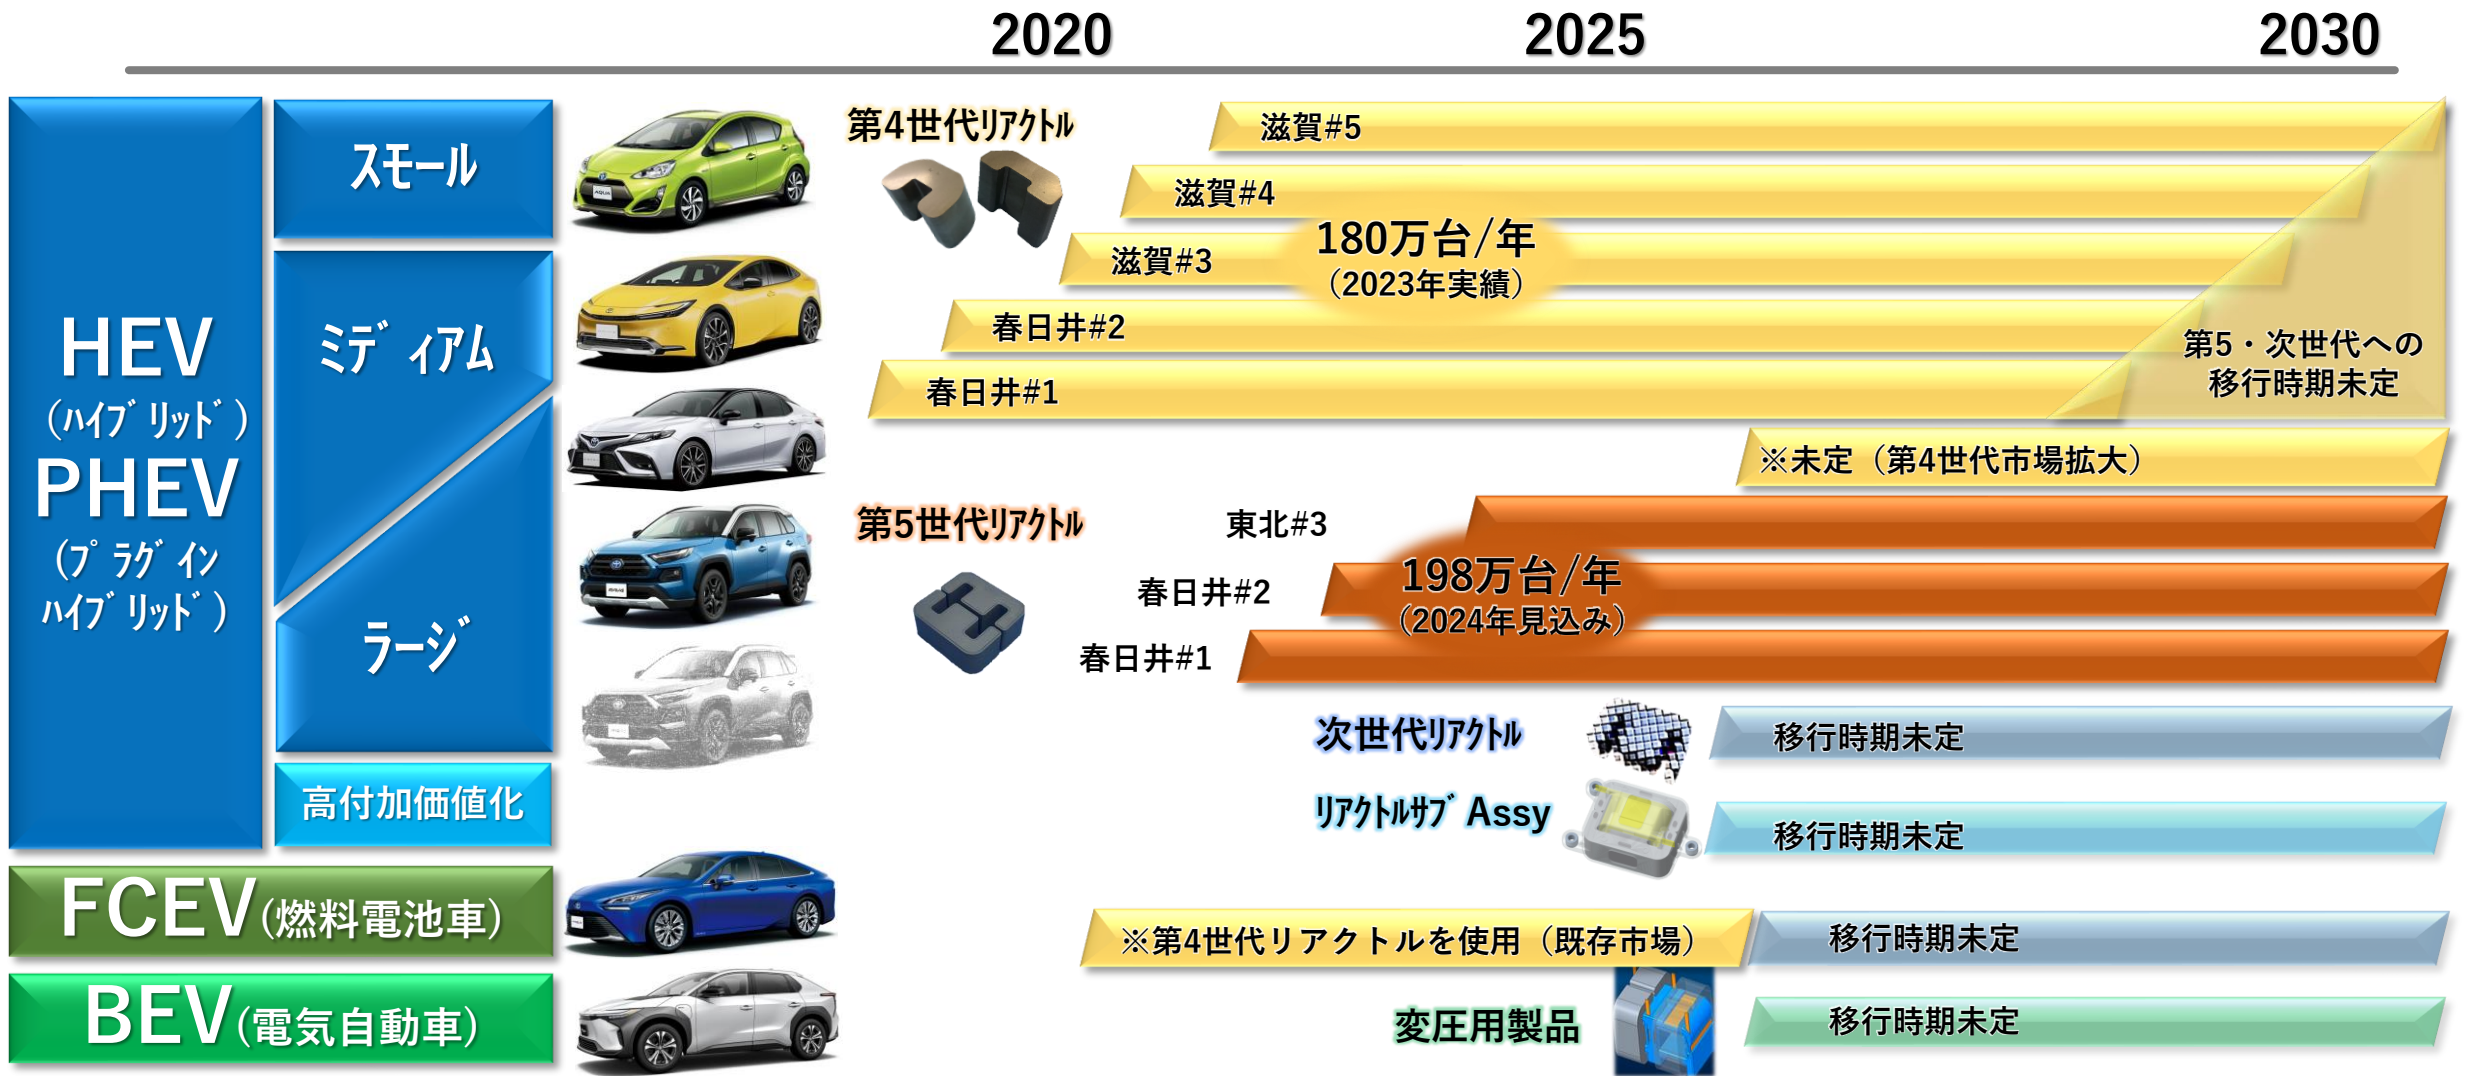 2020
2025
2030
HEV
(ﾊｲﾌﾞﾘｯﾄﾞ)
PHEV
(ﾌﾟﾗｸﾞｲﾝ
ﾊｲﾌﾞﾘｯﾄﾞ)
ｽﾓｰﾙ
ﾐﾃﾞｨｱﾑ
ﾗｰｼﾞ
高付加価値化
FCEV(燃料電池車)
BEV(電気自動車)
第4世代ﾘｱｸﾄﾙ
滋賀#5
滋賀#4
滋賀#3
春日井#2
春日井#1
180万台/年
（2023年実績）
第5・次世代への
移行時期未定
※未定（第4世代市場拡大）
第5世代ﾘｱｸﾄﾙ
東北#3
春日井#2
春日井#1
198万台/年
（2024年見込み）
次世代ﾘｱｸﾄﾙ
移行時期未定
ﾘｱｸﾄﾙｻﾌﾞAssy
移行時期未定
※第4世代リアクトルを使用（既存市場）
移行時期未定
変圧用製品
移行時期未定
AQUA